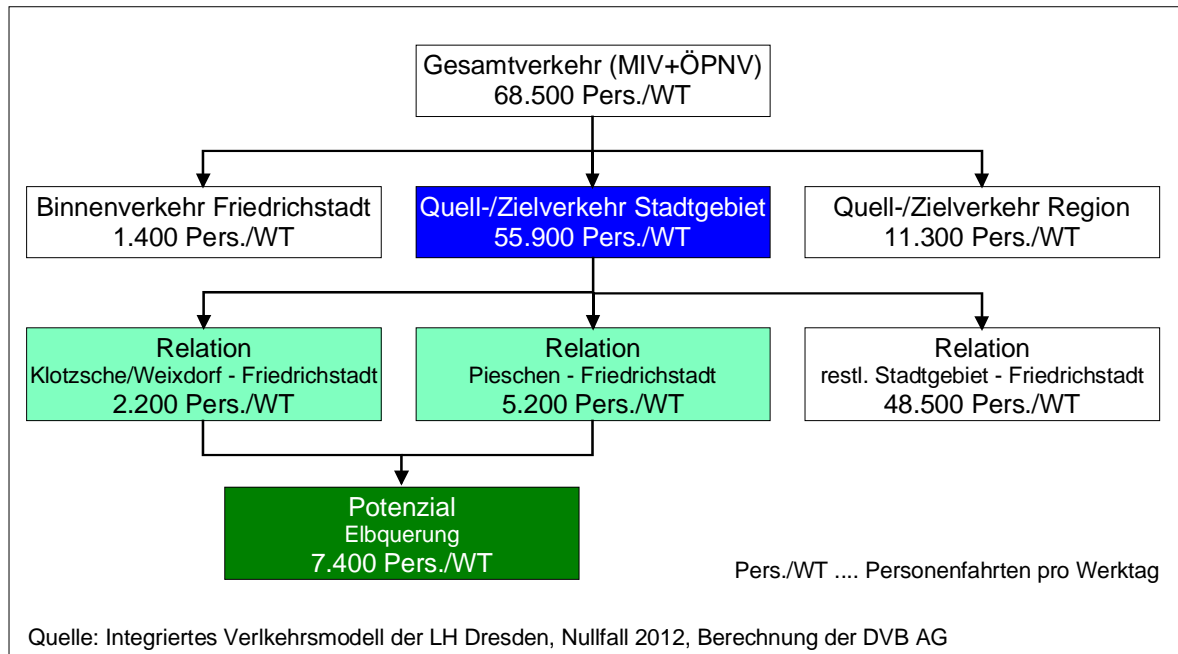 Gesamtverkehr (MIV+ÖPNV)
68.500 Pers./WT
Binnenverkehr Friedrichstadt
1.400 Pers./WT
Quell-/Zielverkehr Stadtgebiet
55.900 Pers./WT
Quell-/Zielverkehr Region
11.300 Pers./WT
Relation
Klotzsche/Weixdorf - Friedrichstadt
2.200 Pers./WT
Relation
Pieschen - Friedrichstadt
5.200 Pers./WT
Relation
restl. Stadtgebiet - Friedrichstadt
48.500 Pers./WT
Potenzial
Elbquerung
7.400 Pers./WT
Pers./WT .... Personenfahrten pro Werktag
Quelle: Integriertes Verlkehrsmodell der LH Dresden, Nullfall 2012, Berechnung der DVB AG